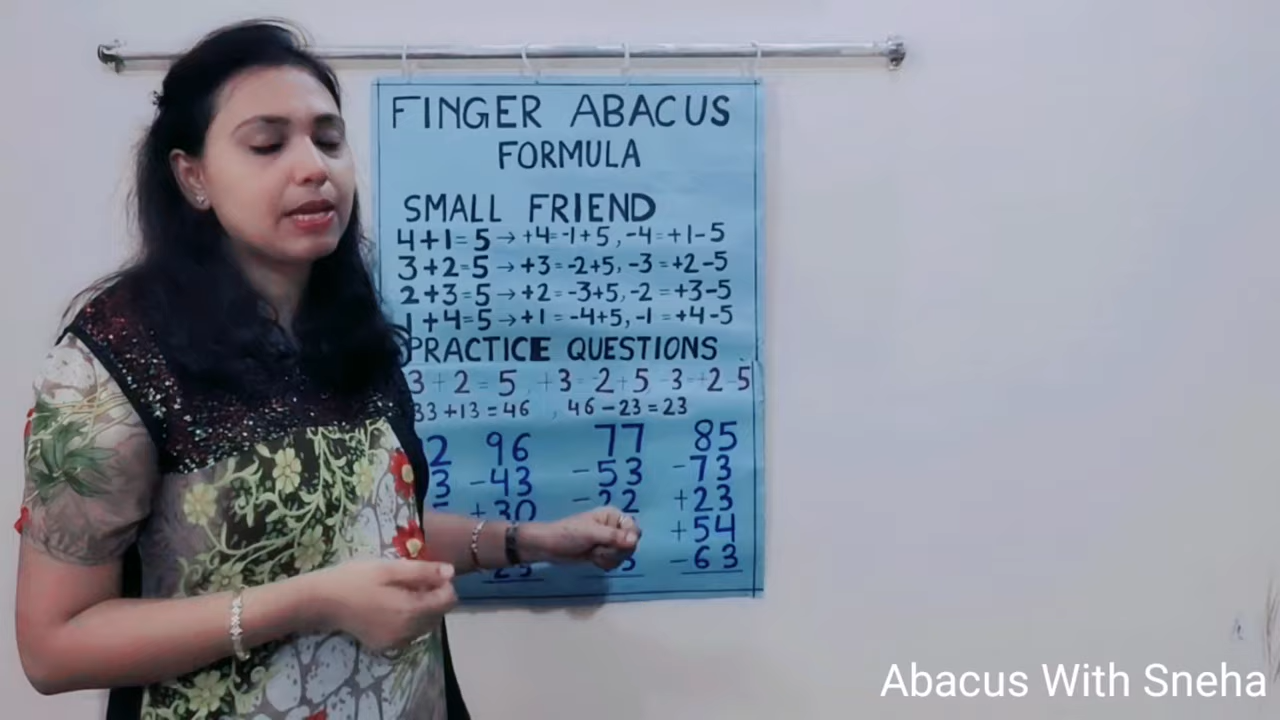 FINGER ABACUS
FORMULA
SMALL FRIEND
4+1=5→+4=-1+5, -4=+1-5
3+2=5→+3=-2+5, -3=+2-5
2+3=5→+2=-3+5, -2=+3-5
1+4=5→+1=-4+5, -1=+4-5
PRACTICE QUESTIONS
3+2=5, +3=-2+5 -3=+2-5
33+13=46, 46-23=23
2 96 77 85
3 -43 -53 -73
+30 -22 +23
+54
-63
Abacus With Sneha